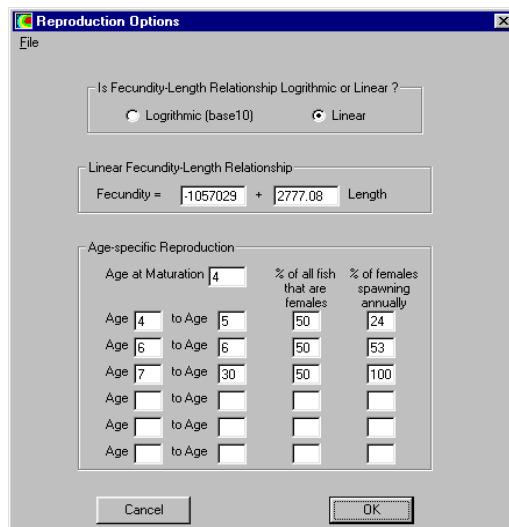 Reproduction Options
File
Is Fecundity-Length Relationship Logrithmic or Linear ?
Logrithmic (base10) Linear
Linear Fecundity-Length Relationship
Fecundity = -1057029 + 2777.08 Length
Age-specific Reproduction
Age at Maturation 4
% of all fish that are females
% of females spawning annually
Age 4 to Age 5 50 24
Age 6 to Age 6 50 53
Age 7 to Age 30 50 100
Age to Age
Age to Age
Age to Age
Cancel OK